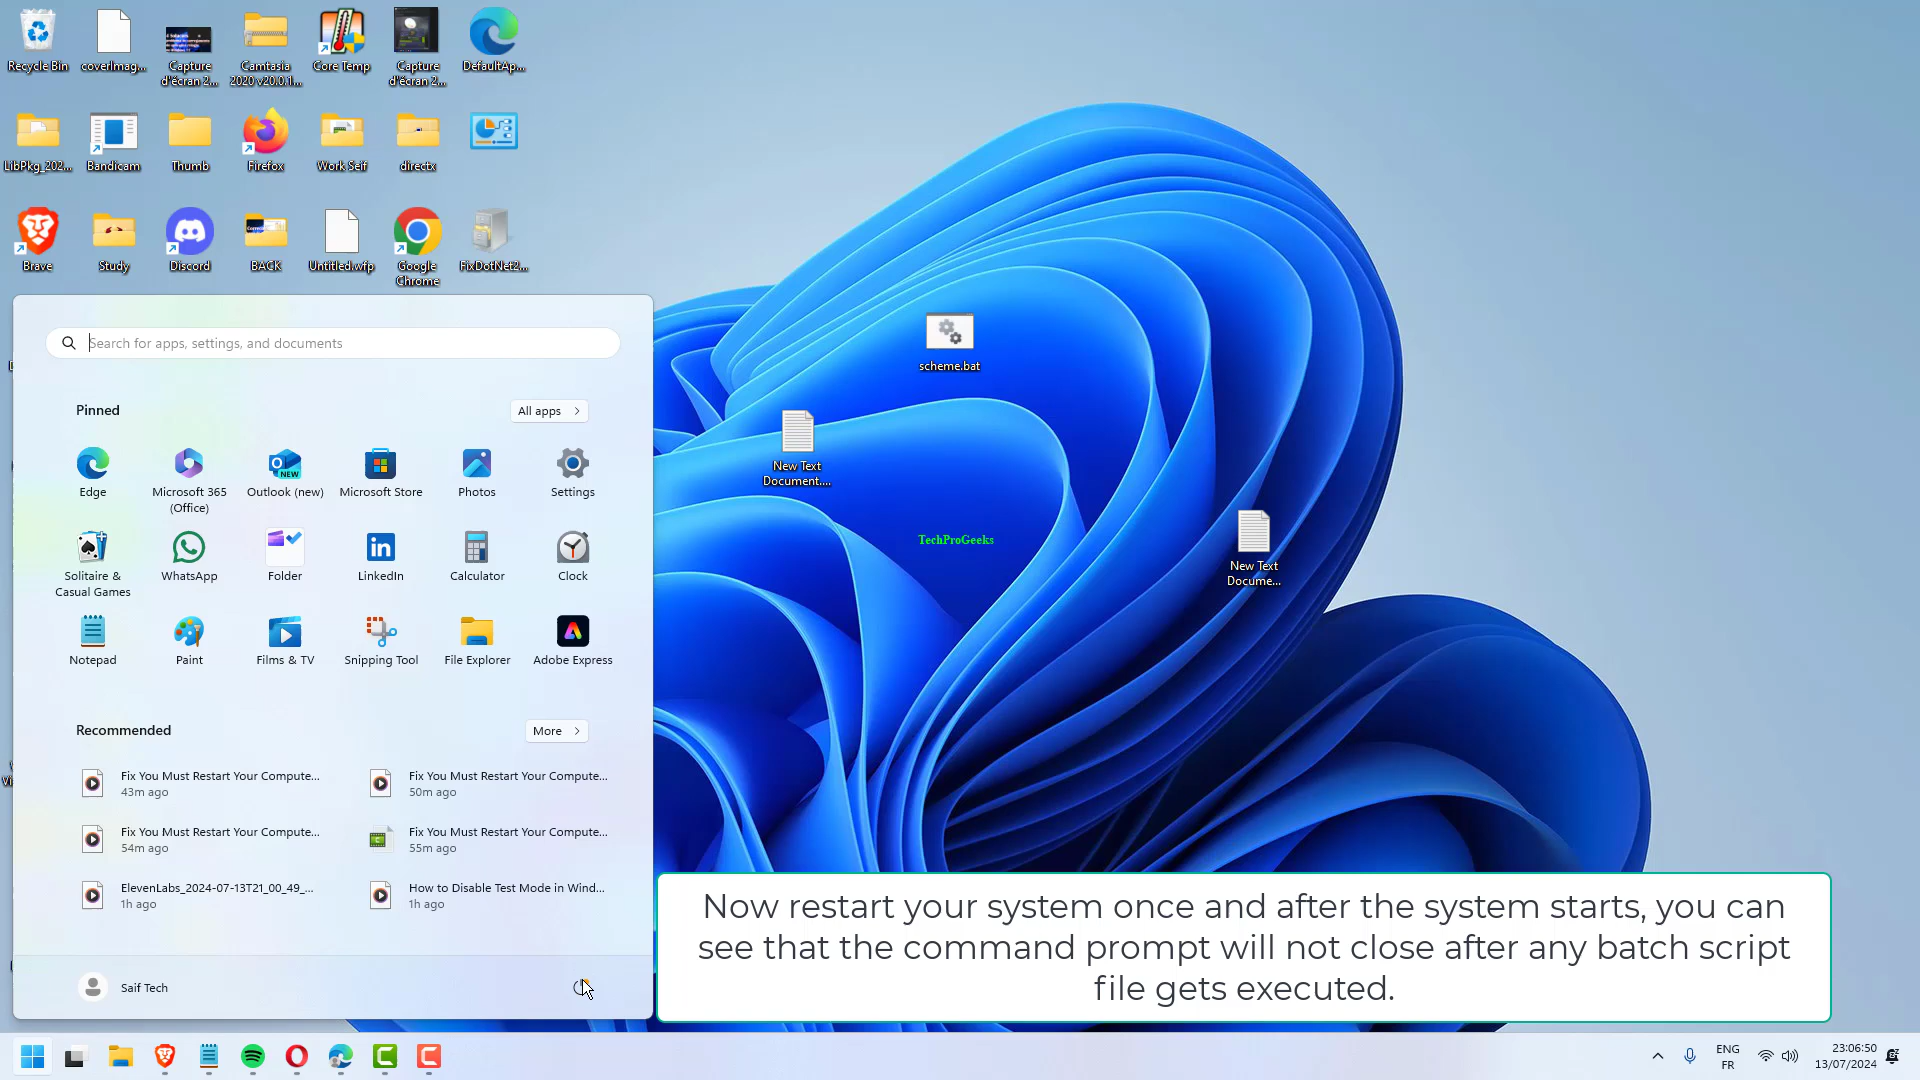 Recycle Bin
coverImag...
Capture
d'écran 2...
Camtasia
2020 v20.0.1...
Core Temp
Capture
d'écran 2...
DefaultAp...
LibPkg_202...
Bandicam
Thumb
Firefox
Work Seif
directx
Brave
Study
Discord
BACK
Untitled.wfp
Google
Chrome
FixDotNet2...
Search for apps, settings, and documents
Pinned
All apps
Edge
Microsoft 365
(Office)
Outlook (new)
NEW
Microsoft Store
Photos
Settings
Solitaire &
Casual Games
WhatsApp
Folder
LinkedIn
Calculator
Clock
Notepad
Paint
Films & TV
Snipping Tool
File Explorer
Adobe Express
Recommended
More
Fix You Must Restart Your Compute...
43m ago
Fix You Must Restart Your Compute...
50m ago
Fix You Must Restart Your Compute...
54m ago
Fix You Must Restart Your Compute...
55m ago
ElevenLabs_2024-07-13T21_00_49_...
1h ago
How to Disable Test Mode in Wind...
1h ago
Saif Tech
scheme.bat
New Text
Document....
TechProGeeks
New Text
Docume...
Now restart your system once and after the system starts, you can
see that the command prompt will not close after any batch script
file gets executed.
ENG
FR
23:06:50
13/07/2024